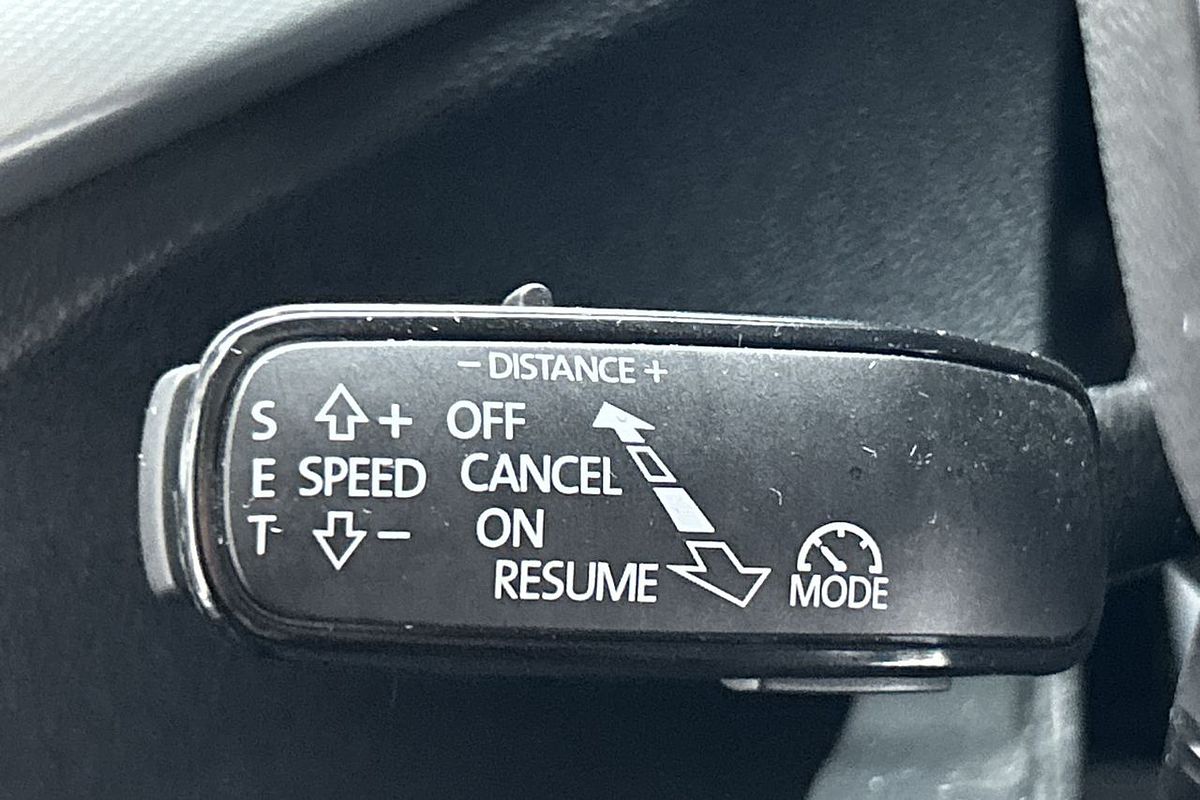 − DISTANCE +
S + OFF
E SPEED CANCEL
T − ON
RESUME
MODE